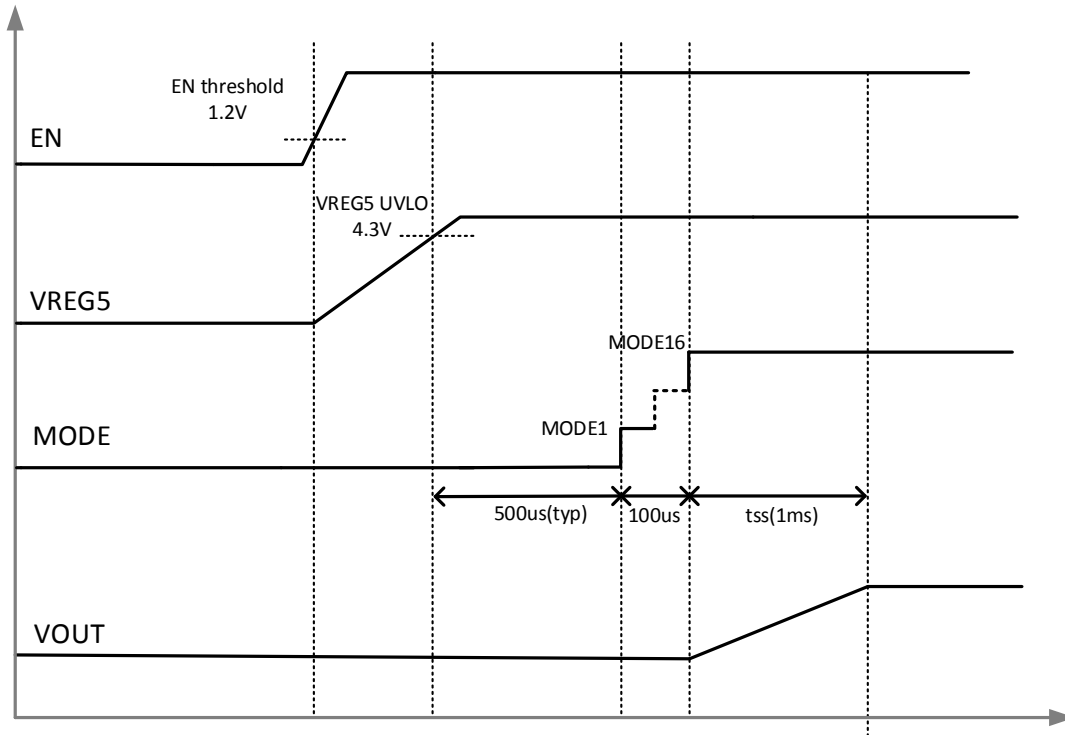 EN threshold
1.2V
EN
VREG5 UVLO
4.3V
VREG5
MODE16
MODE1
MODE
500us(typ)
100us
tss(1ms)
VOUT